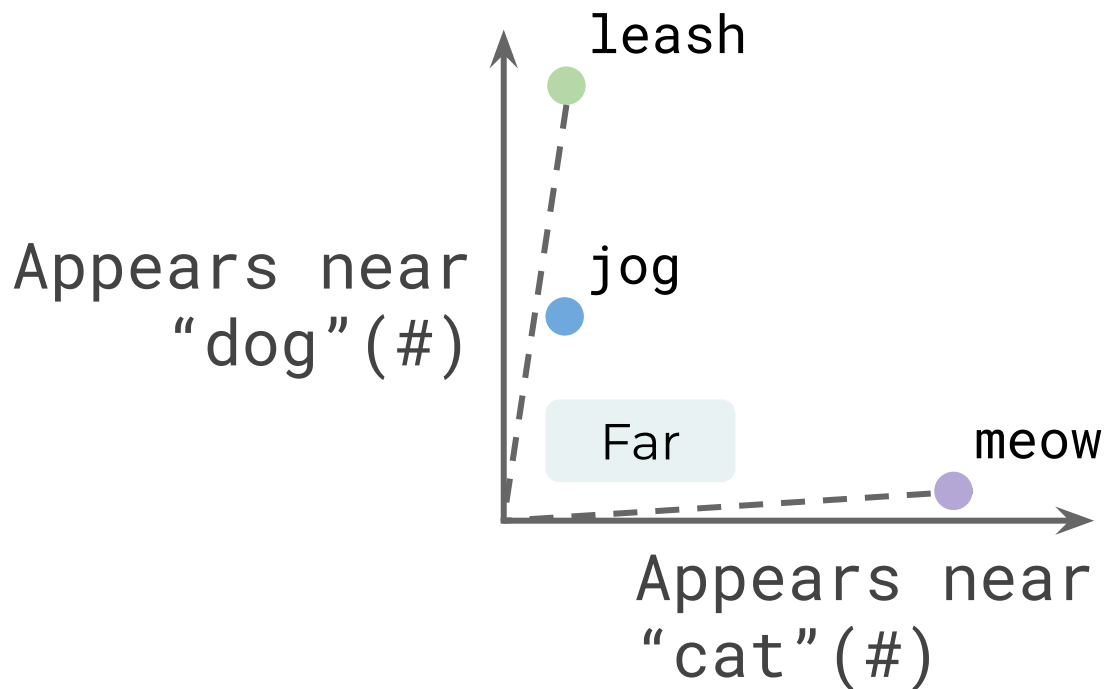 leash
Appears near
“dog”(#)
jog
Far
meow
Appears near
“cat”(#)